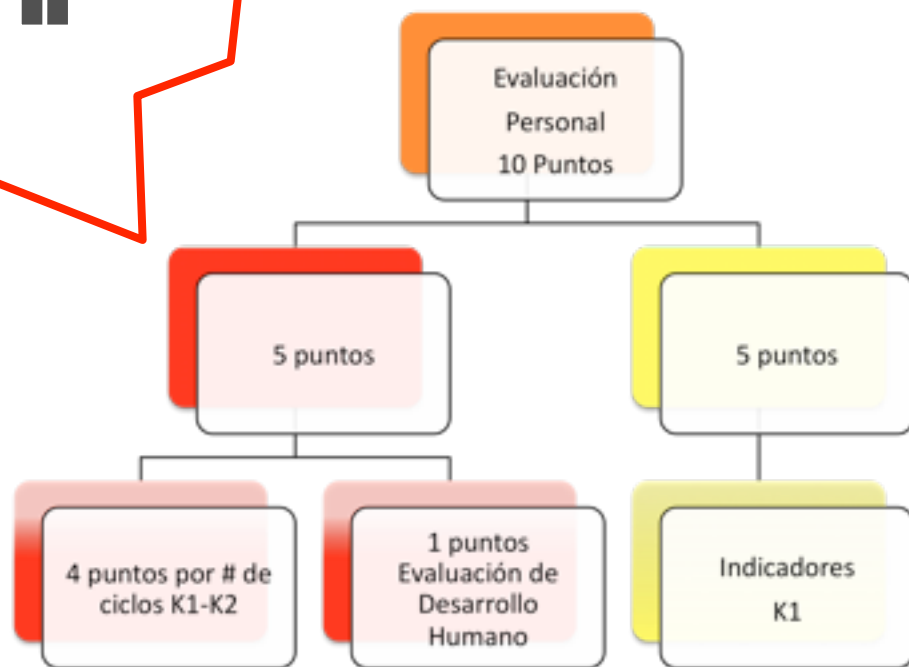 Evaluación
Personal
10 Puntos
5 puntos
5 puntos
4 puntos por # de
ciclos K1-K2
1 puntos
Evaluación de
Desarrollo
Humano
Indicadores
K1